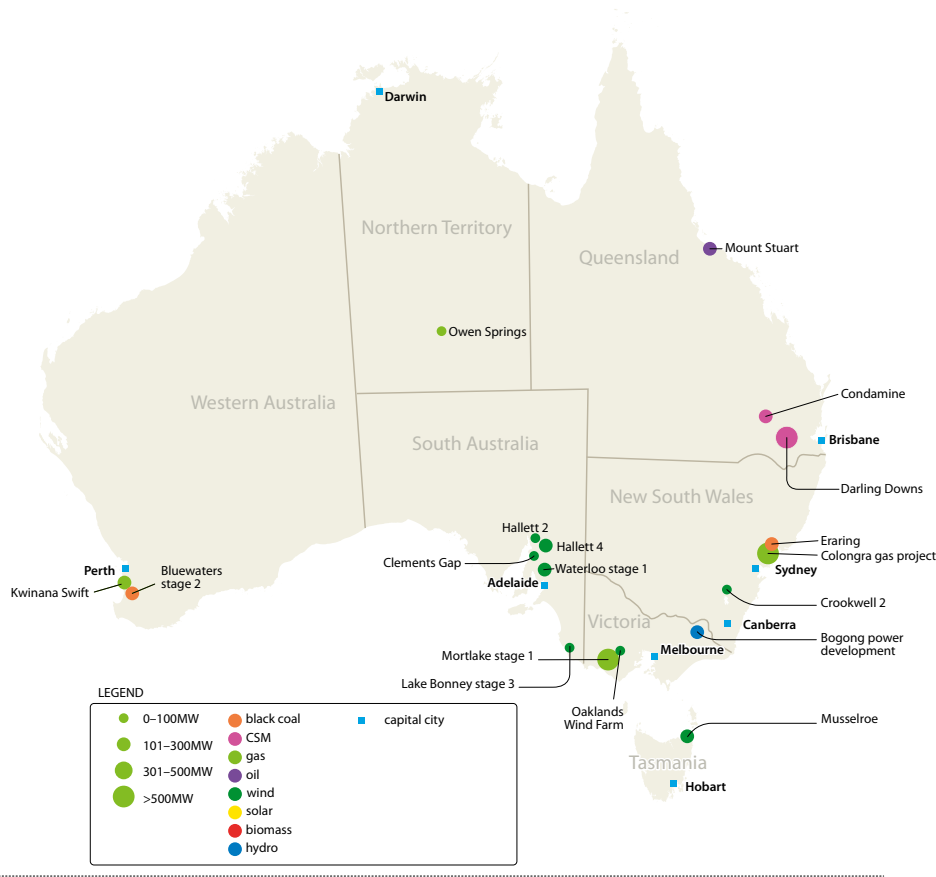 Darwin
Northern Territory
Mount Stuart
Queensland
Owen Springs
Condamine
Western Australia
South Australia
Brisbane
Darling Downs
New South Wales
Hallett 2
Hallett 4
Eraring
Colongra gas project
Clements Gap
Waterloo stage 1
Perth
Bluewaters
stage 2
Sydney
Adelaide
Kwinana Swift
Crookwell 2
Victoria
Canberra
Bogong power
development
Mortlake stage 1
Melbourne
Lake Bonney stage 3
Oaklands
Wind Farm
Musselroe
Tasmania
Hobart
LEGEND
0–100MW
101–300MW
301–500MW
>500MW
black coal
CSM
gas
oil
wind
solar
biomass
hydro
capital city